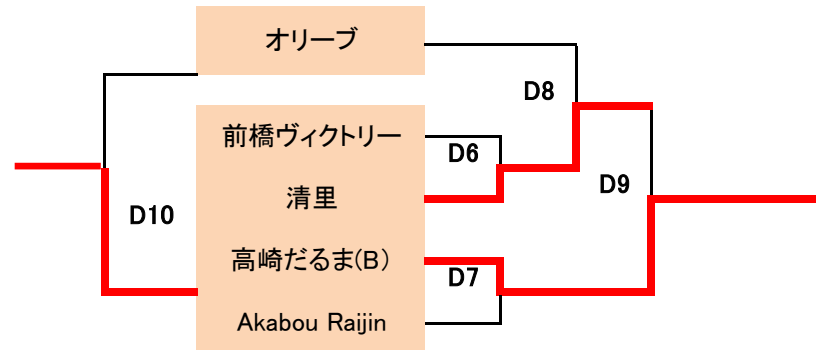 オリーブ
D8
前橋ヴィクトリー
D6
清里
D9
D10
高崎だるま(B)
D7
Akabou Raijin